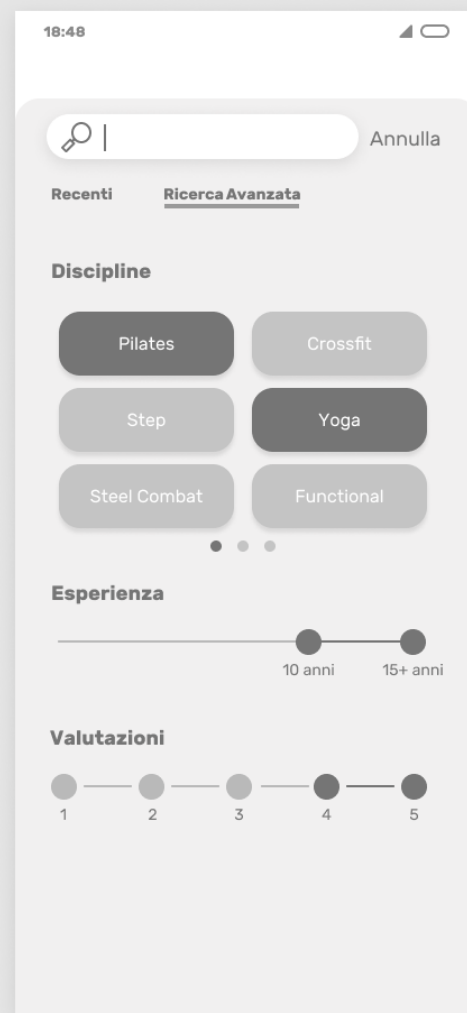 18:48
Annulla
Recenti Ricerca Avanzata
Discipline
Pilates Crossfit
Step Yoga
Steel Combat Functional
Esperienza
10 anni 15+ anni
Valutazioni
1 2 3 4 5